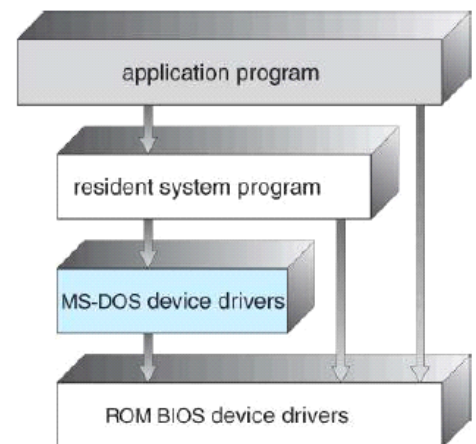 application program
resident system program
MS-DOS device drivers
ROM BIOS device drivers